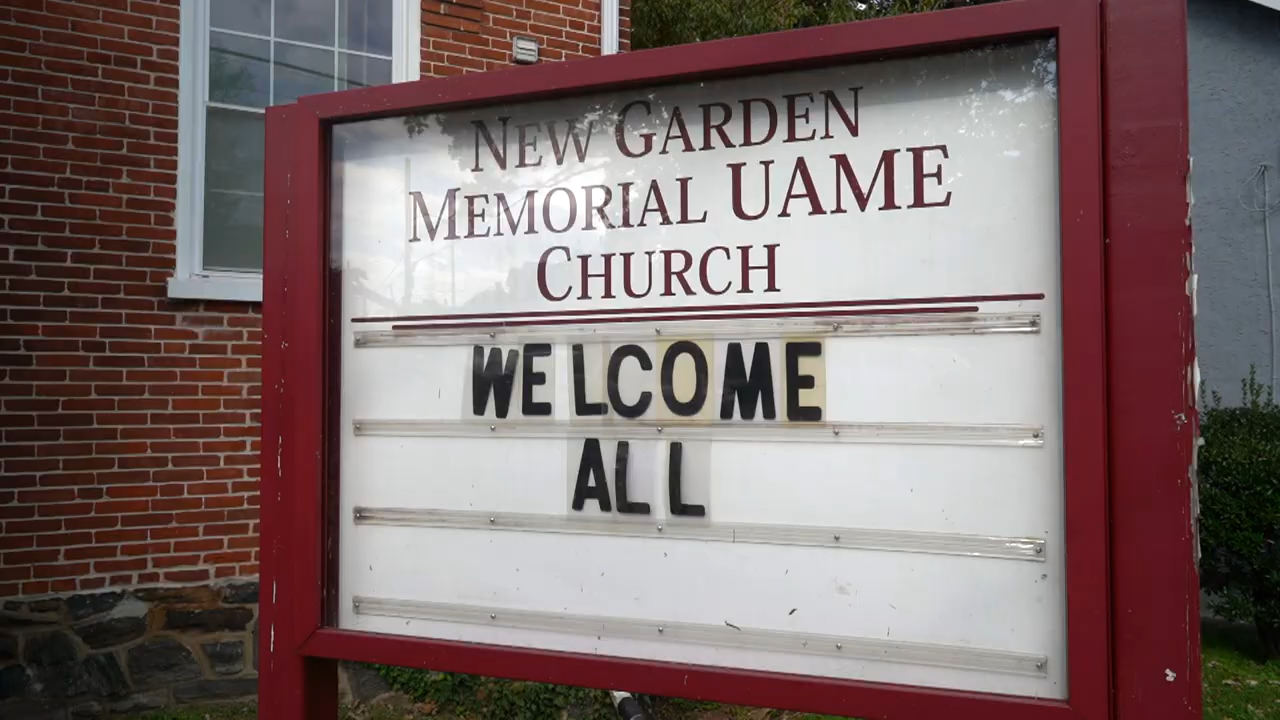 NEW GARDEN
MEMORIAL UAME
CHURCH
WELCOME
ALL